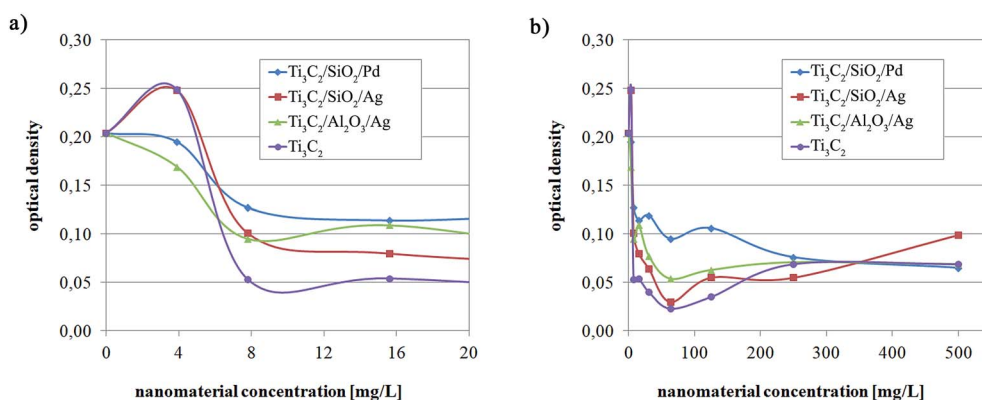 a)
optical density
0,30
0,25
0,20
0,15
0,10
0,05
0,00
0 4 8 12 16 20
nanomaterial concentration [mg/L]
Ti₃C₂/SiO₂/Pd
Ti₃C₂/SiO₂/Ag
Ti₃C₂/Al₂O₃/Ag
Ti₃C₂
b)
optical density
0,30
0,25
0,20
0,15
0,10
0,05
0,00
0 100 200 300 400 500
nanomaterial concentration [mg/L]
Ti₃C₂/SiO₂/Pd
Ti₃C₂/SiO₂/Ag
Ti₃C₂/Al₂O₃/Ag
Ti₃C₂